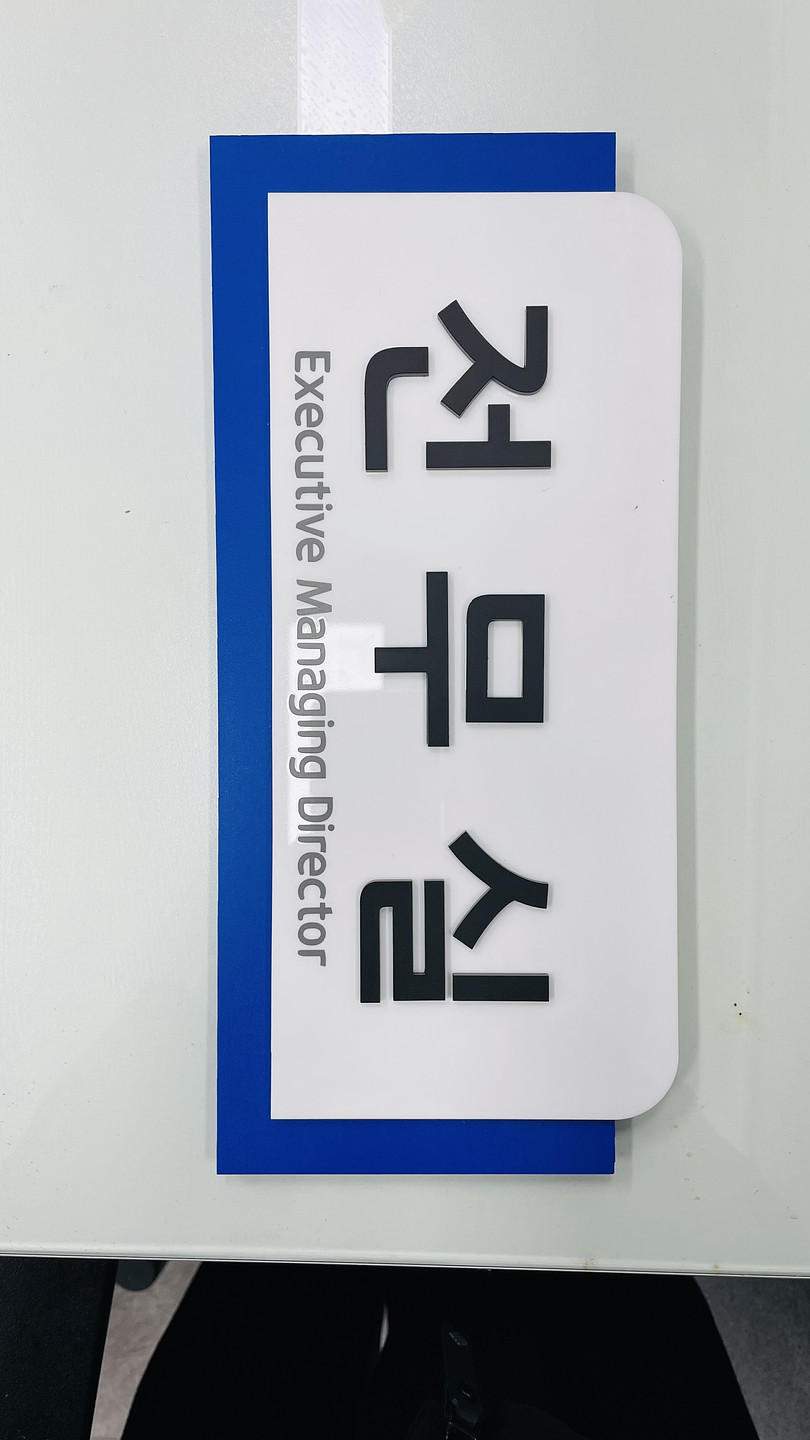 전무실
Executive Managing Director